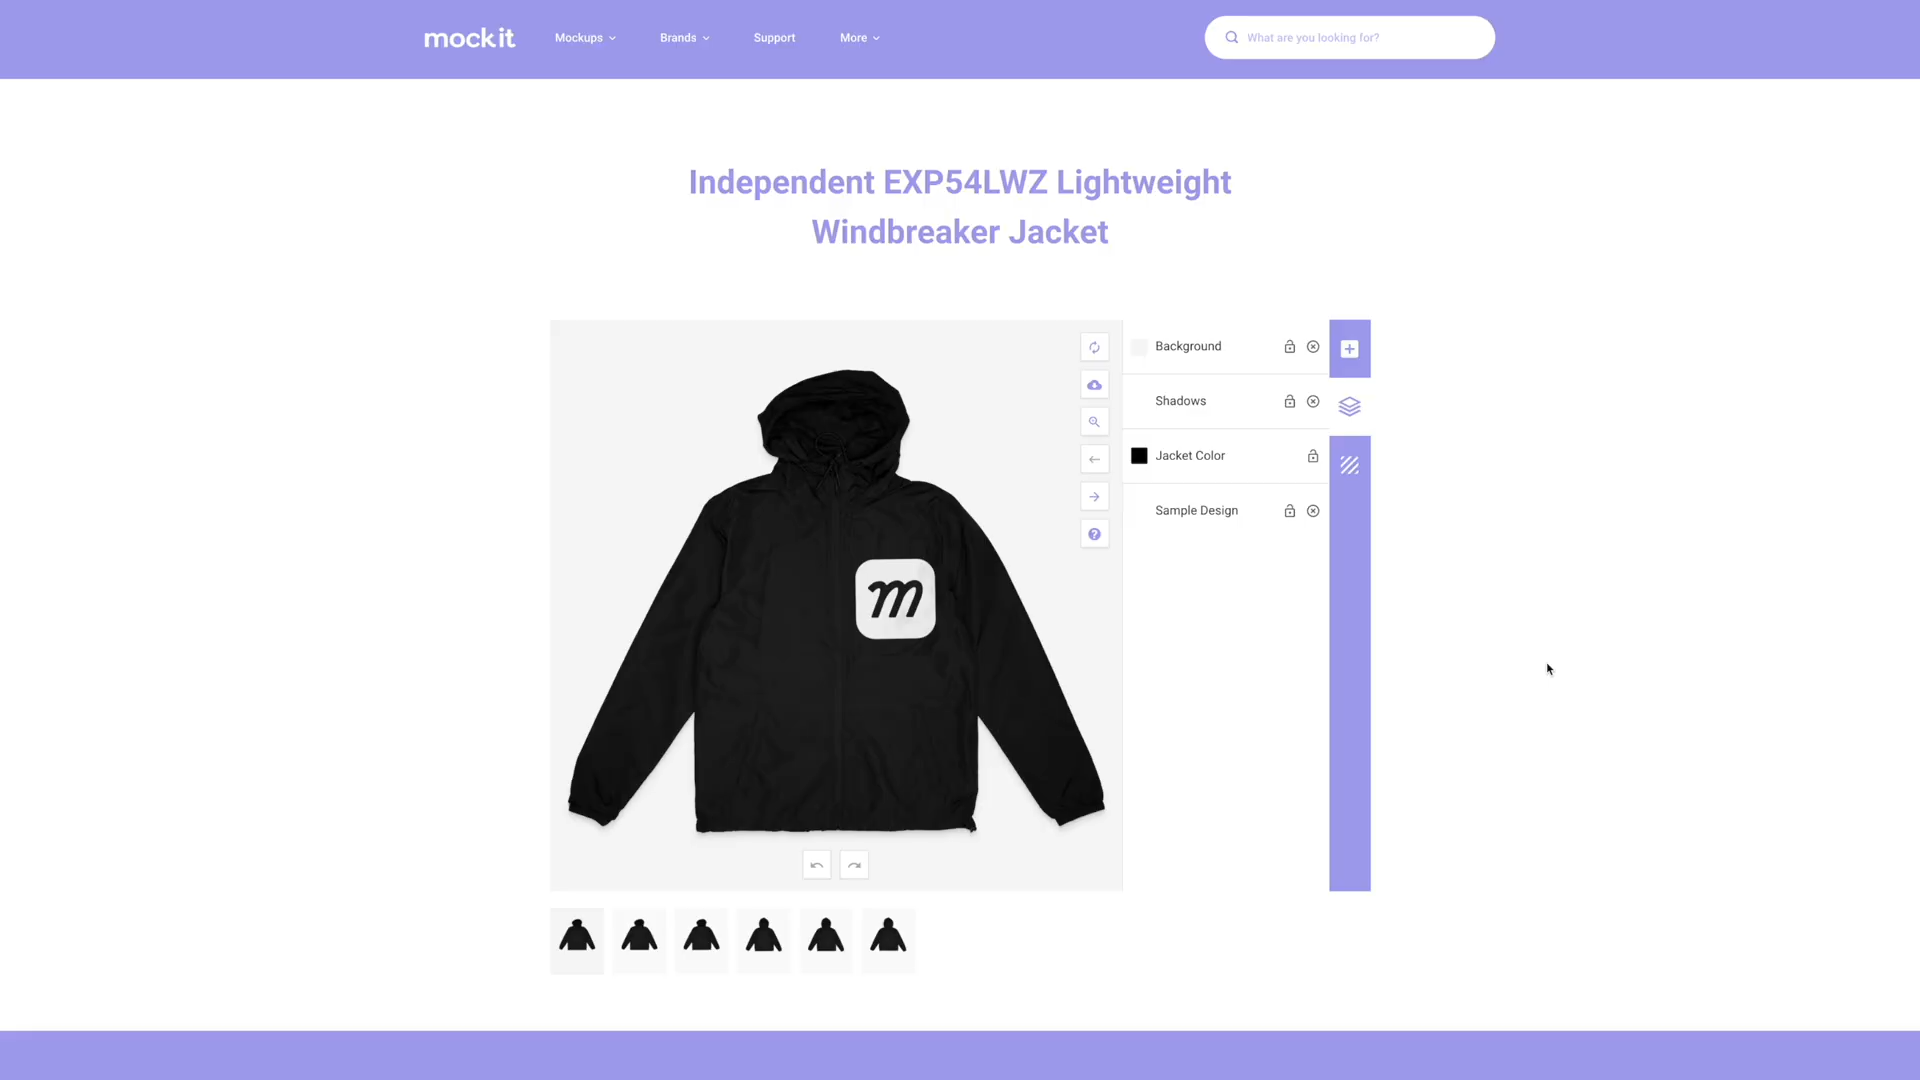 mockit
Mockups
Brands
Support
More
What are you looking for?
Independent EXP54LWZ Lightweight
Windbreaker Jacket
Background
Shadows
Jacket Color
Sample Design
m